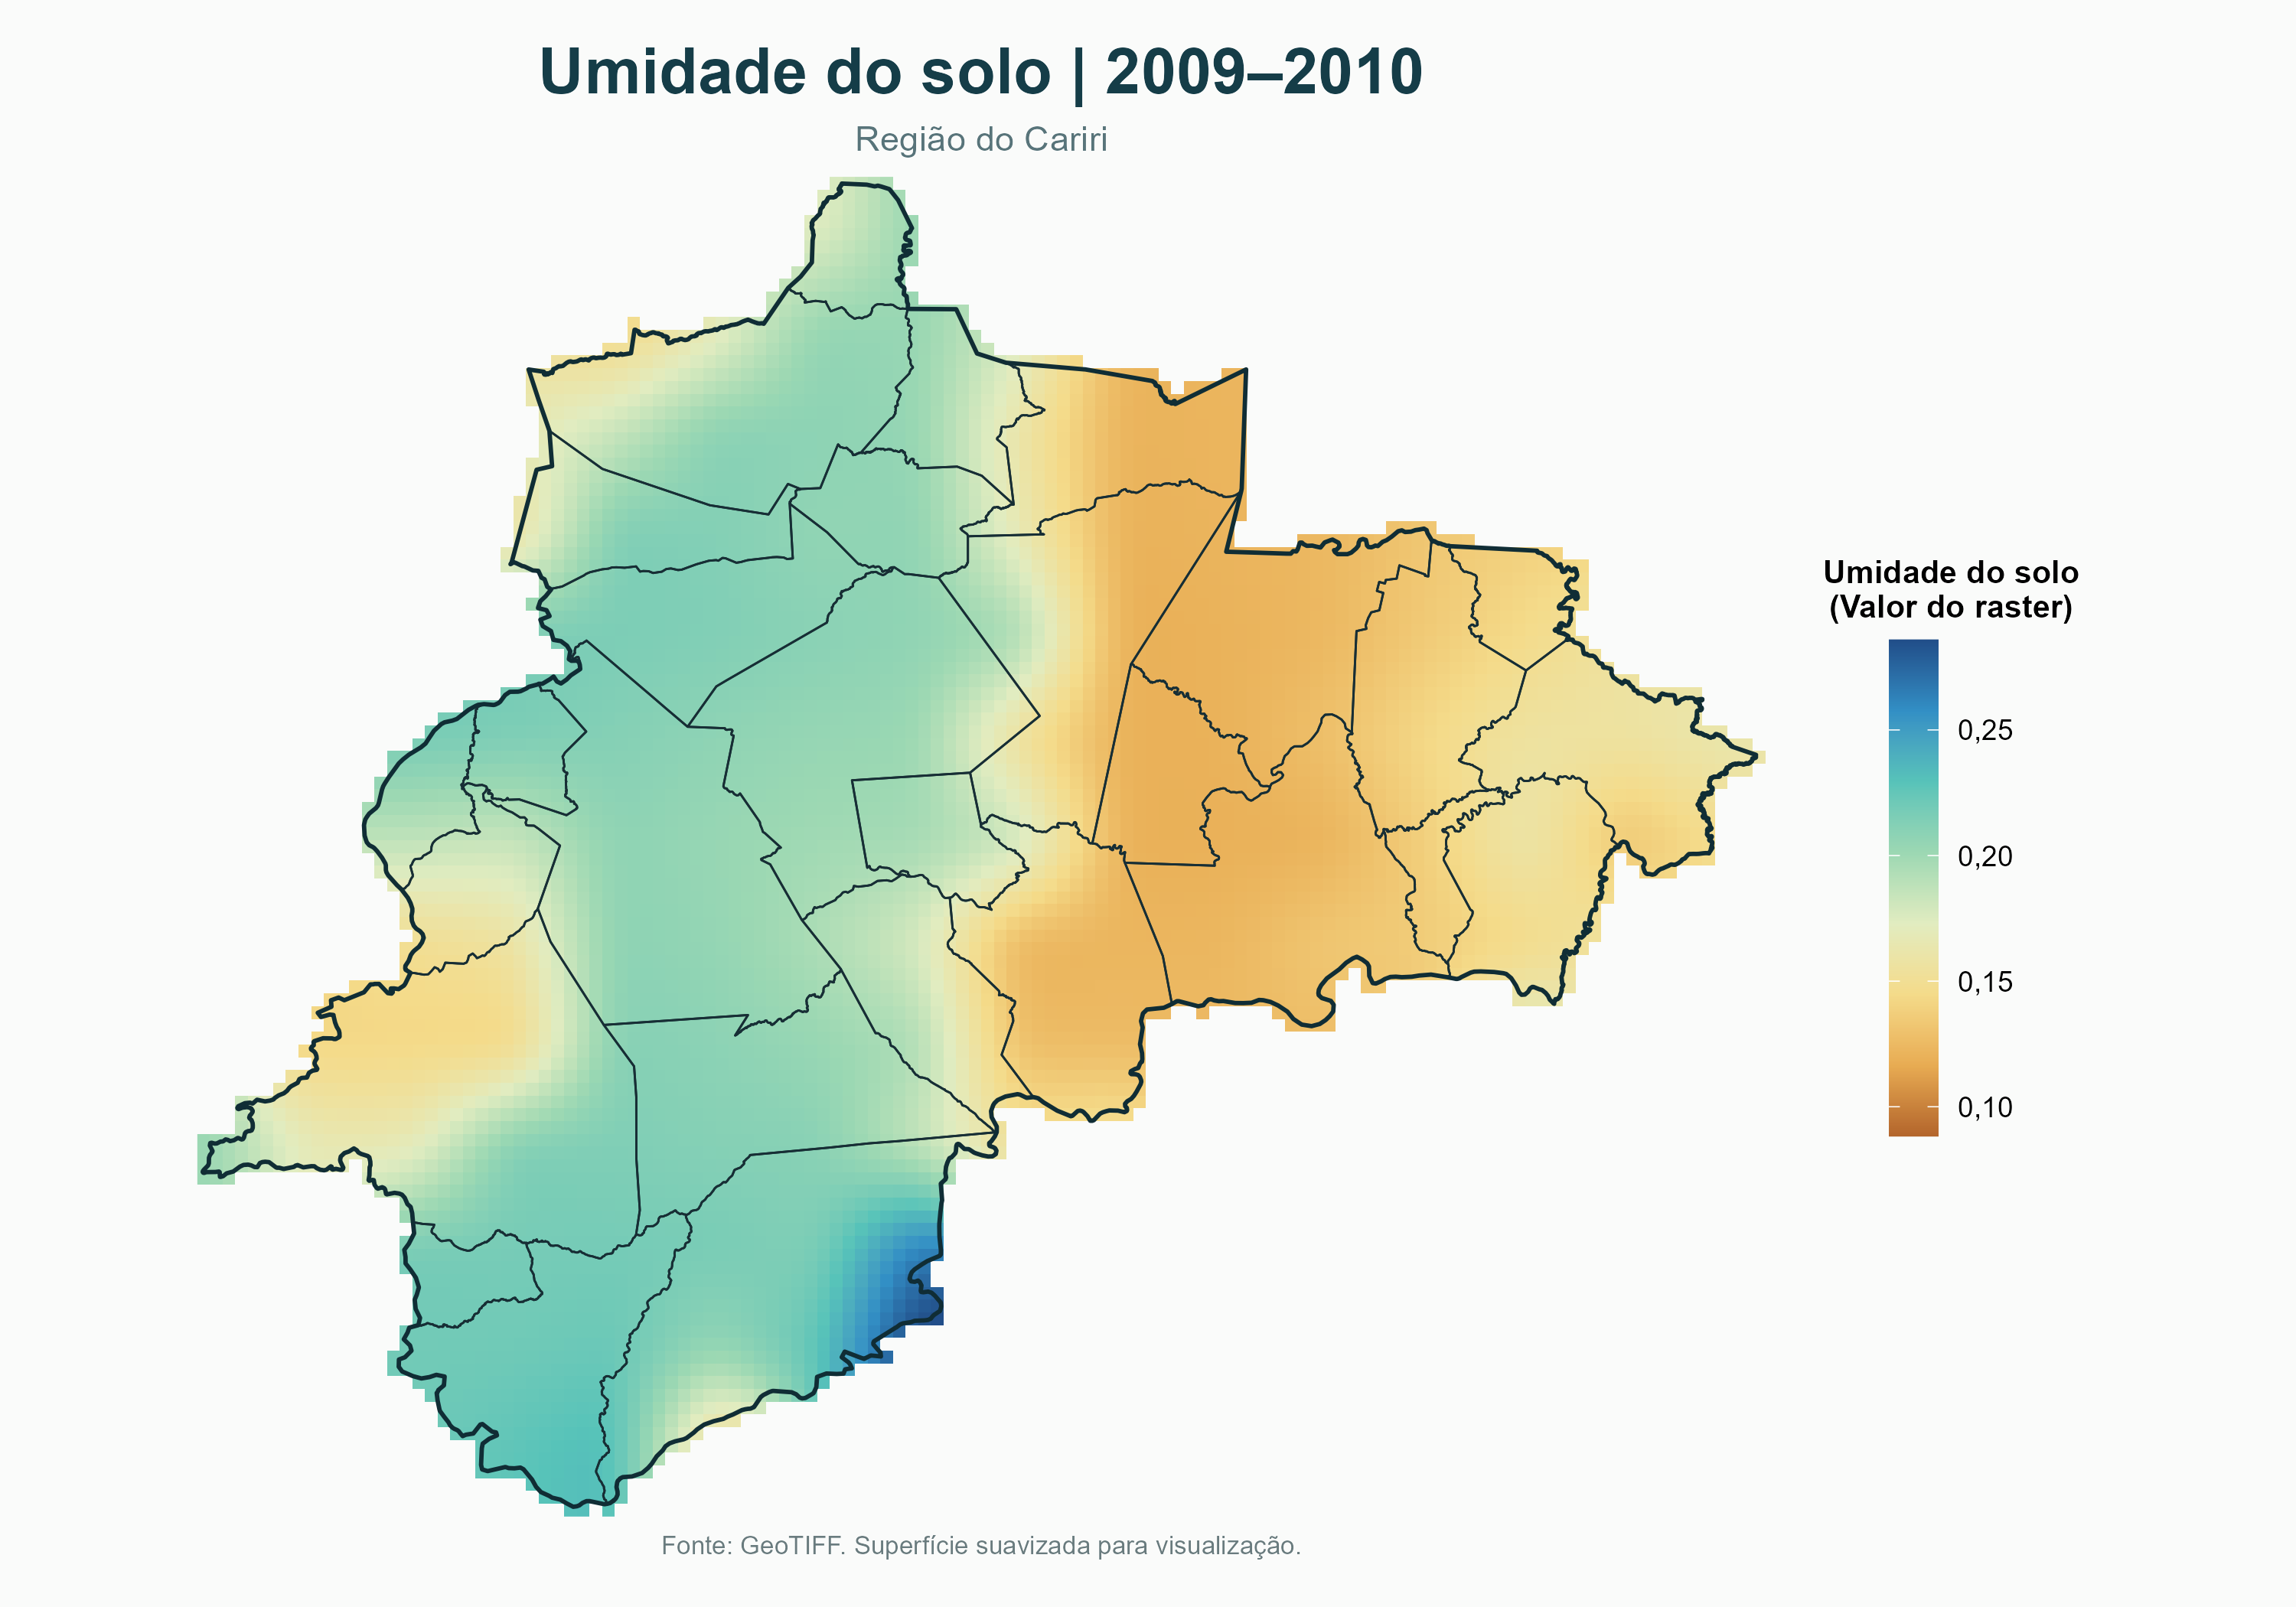 Umidade do solo | 2009–2010
Região do Cariri
Umidade do solo
(Valor do raster)
0,25
0,20
0,15
0,10
Fonte: GeoTIFF. Superfície suavizada para visualização.